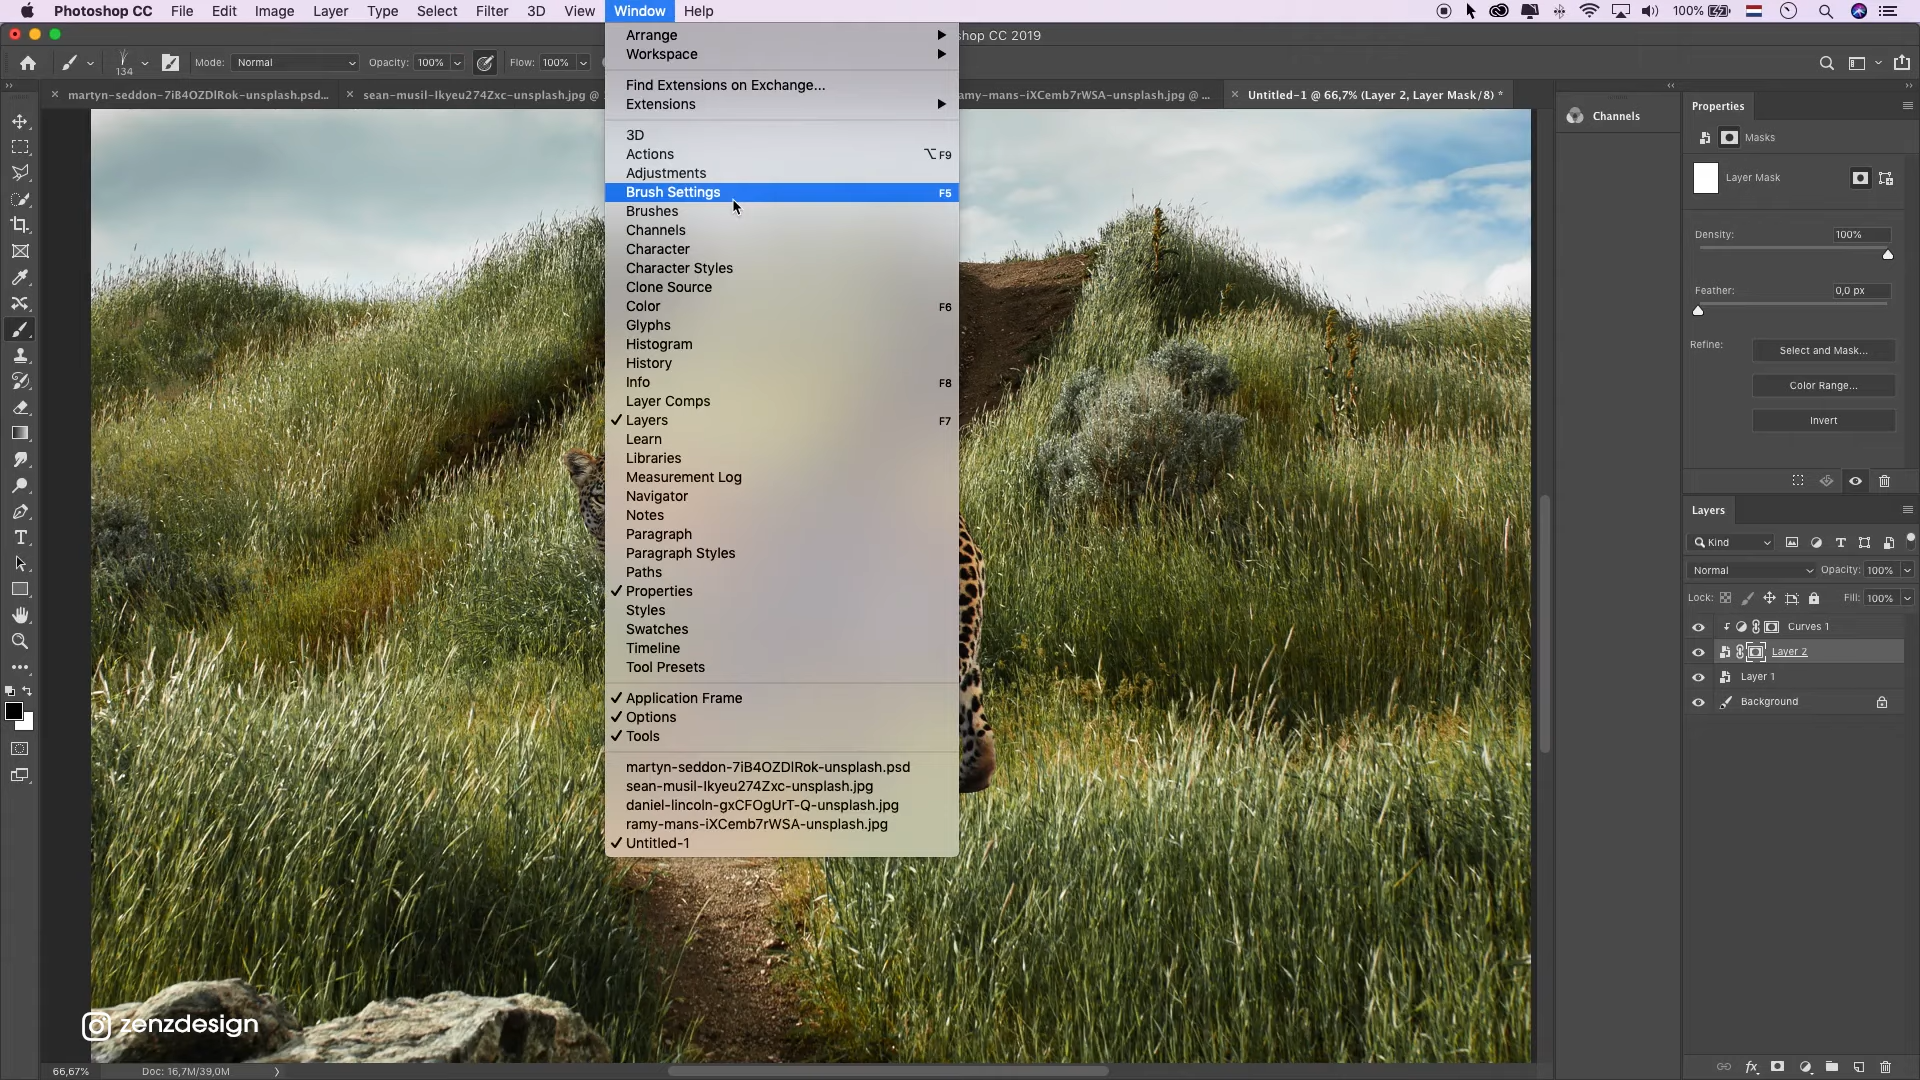 Photoshop CC File Edit Image Layer Type Select Filter 3D View Window Help 100%
shop CC 2019
134 Mode: Normal Opacity: 100% Flow: 100%
martyn-seddon-7iB4OZDlRok-unsplash.psd... sean-musil-Ikyeu274Zxc-unsplash.jpg @ amy-mans-iXCemb7rWSA-unsplash.jpg @ ... Untitled-1 @ 66,7% (Layer 2, Layer Mask/8) *
Arrange
Workspace
Find Extensions on Exchange...
Extensions
3D
Actions ⌥F9
Adjustments
Brush Settings F5
Brushes
Channels
Character
Character Styles
Clone Source
Color F6
Glyphs
Histogram
History
Info F8
Layer Comps
✓ Layers F7
Learn
Libraries
Measurement Log
Navigator
Notes
Paragraph
Paragraph Styles
Paths
✓ Properties
Styles
Swatches
Timeline
Tool Presets
✓ Application Frame
✓ Options
✓ Tools
martyn-seddon-7iB4OZDlRok-unsplash.psd
sean-musil-Ikyeu274Zxc-unsplash.jpg
daniel-lincoln-gxCFOgUrT-Q-unsplash.jpg
ramy-mans-iXCemb7rWSA-unsplash.jpg
✓ Untitled-1
Channels
Properties
Masks
Layer Mask
Density: 100%
Feather: 0,0 px
Refine: Select and Mask...
Color Range...
Invert
Layers
Kind
Normal Opacity: 100%
Lock: Fill: 100%
Curves 1
Layer 2
Layer 1
Background
zenzdesign
66,67% Doc: 16,7M/39,0M